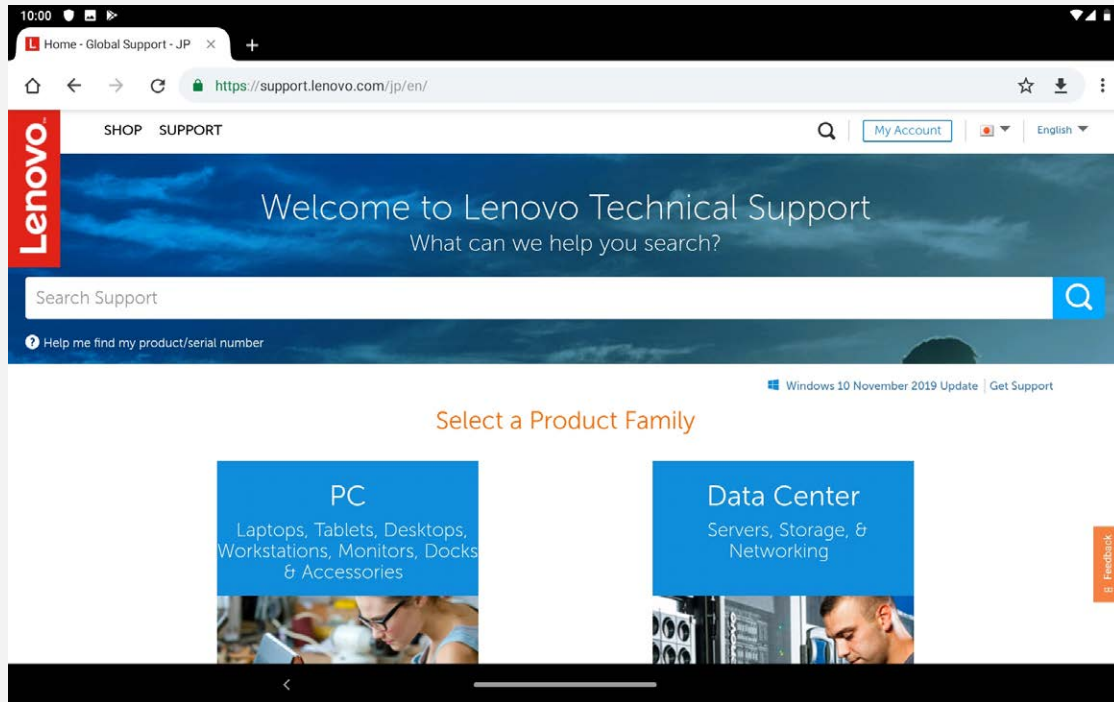 10:00
Home - Global Support - JP
https://support.lenovo.com/jp/en/
Lenovo
SHOP SUPPORT
My Account
English
Welcome to Lenovo Technical Support
What can we help you search?
Search Support
Help me find my product/serial number
Windows 10 November 2019 Update | Get Support
Select a Product Family
PC
Laptops, Tablets, Desktops,
Workstations, Monitors, Docks
& Accessories
Data Center
Servers, Storage, &
Networking
Feedback